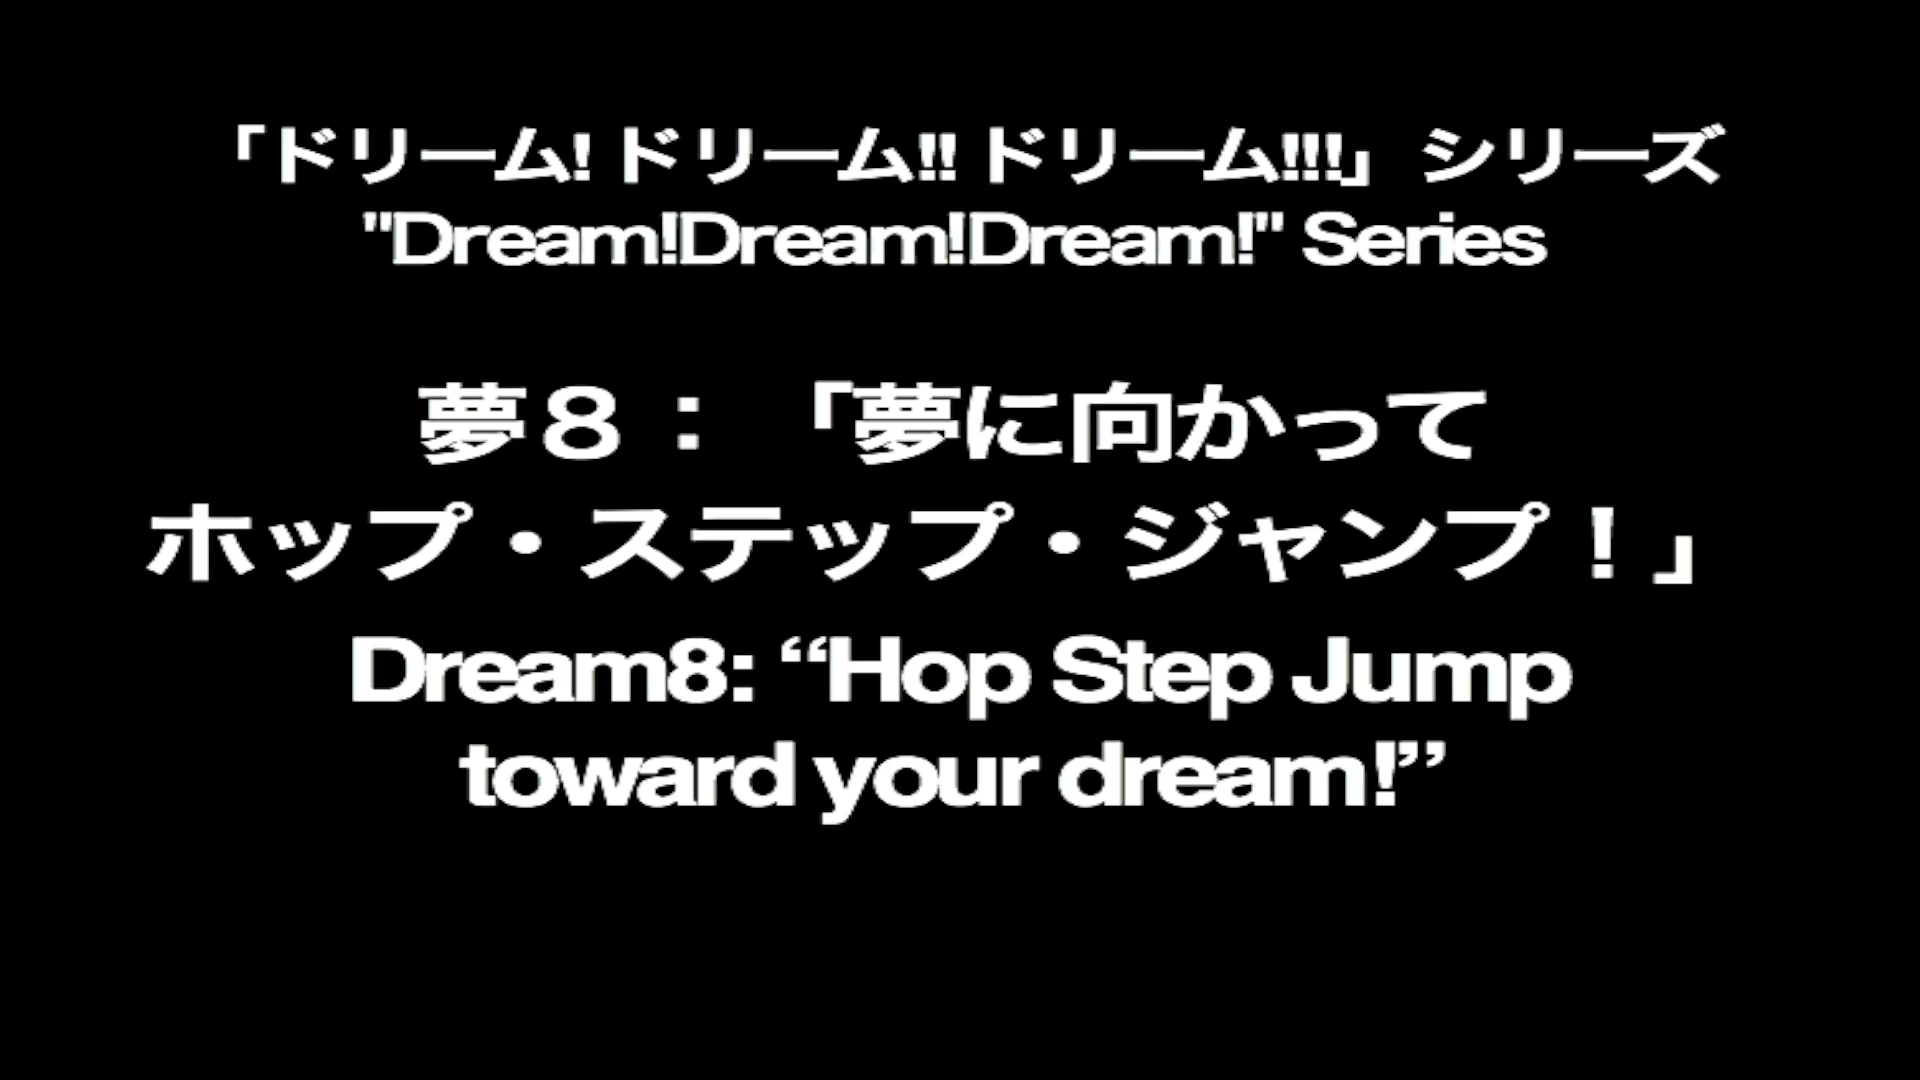 「ドリーム! ドリーム!! ドリーム!!!」シリーズ
"Dream!Dream!Dream!" Series
夢８：「夢に向かって
ホップ・ステップ・ジャンプ！」
Dream8: “Hop Step Jump
toward your dream!”